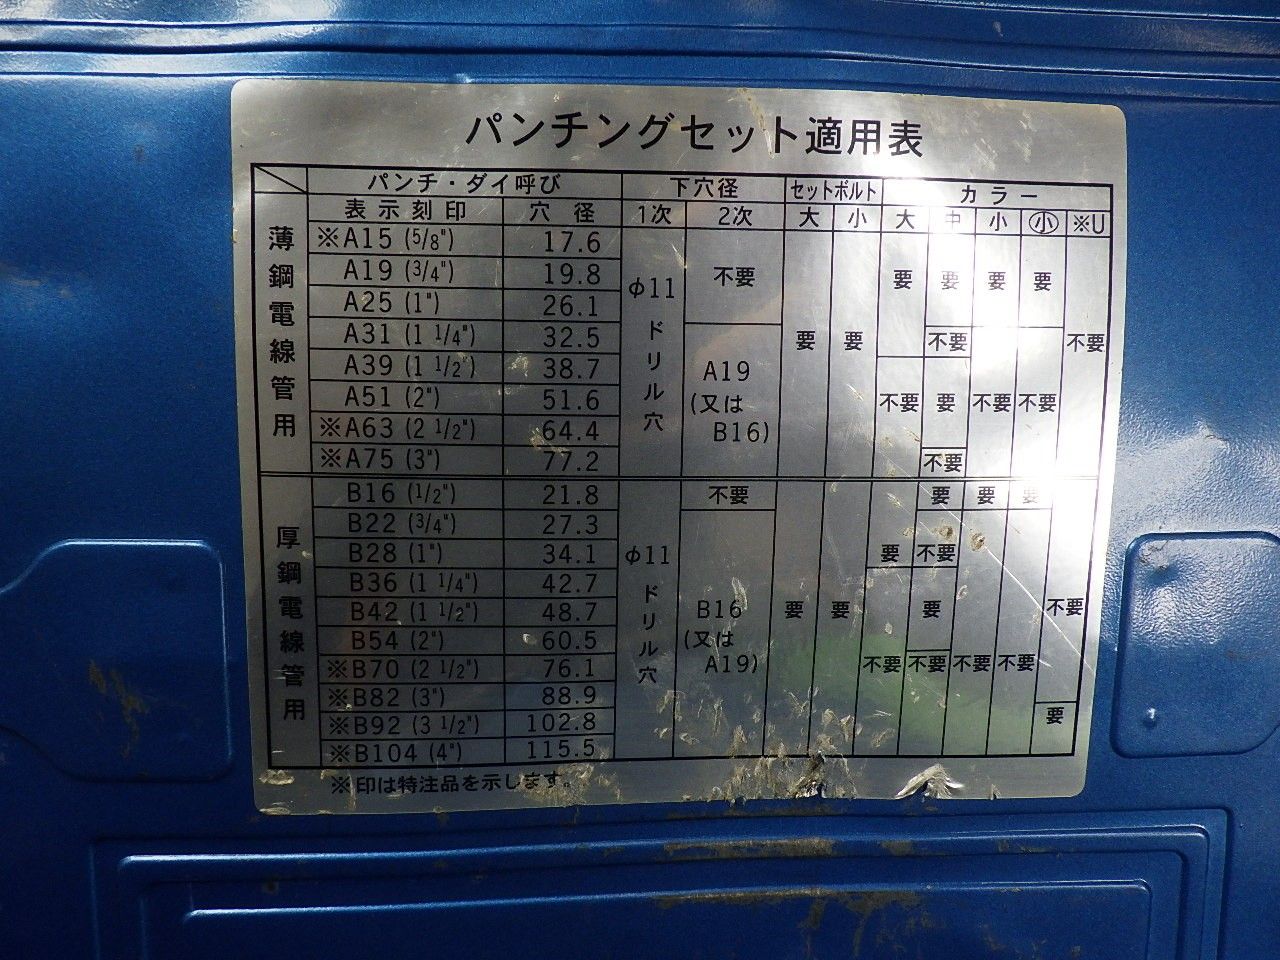 パンチングセット適用表
パンチ・ダイ呼び 下穴径 セットボルト カラー
表示刻印 穴径 1次 2次 大 小 大 中 小 ㊙小 ※U
薄鋼電線管用
※A15 (5/8") 17.6
A19 (3/4") 19.8
A25 (1") 26.1
A31 (1 1/4") 32.5
A39 (1 1/2") 38.7
A51 (2") 51.6
※A63 (2 1/2") 64.4
※A75 (3") 77.2
φ11ドリル穴
不要
A19
(又は
B16)
要 要
要 要 要 要
不要 不要
不要 要 不要 不要
不要
厚鋼電線管用
B16 (1/2") 21.8
B22 (3/4") 27.3
B28 (1") 34.1
B36 (1 1/4") 42.7
B42 (1 1/2") 48.7
B54 (2") 60.5
※B70 (2 1/2") 76.1
※B82 (3") 88.9
※B92 (3 1/2") 102.8
※B104 (4") 115.5
φ11ドリル穴
不要
B16
(又は
A19)
要 要
要 要 要
要 不要
要 不要
不要 不要 不要 不要
要
※印は特注品を示します。